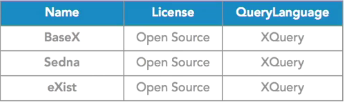 Name License QueryLanguage
BaseX Open Source XQuery
Sedna Open Source XQuery
eXist Open Source XQuery